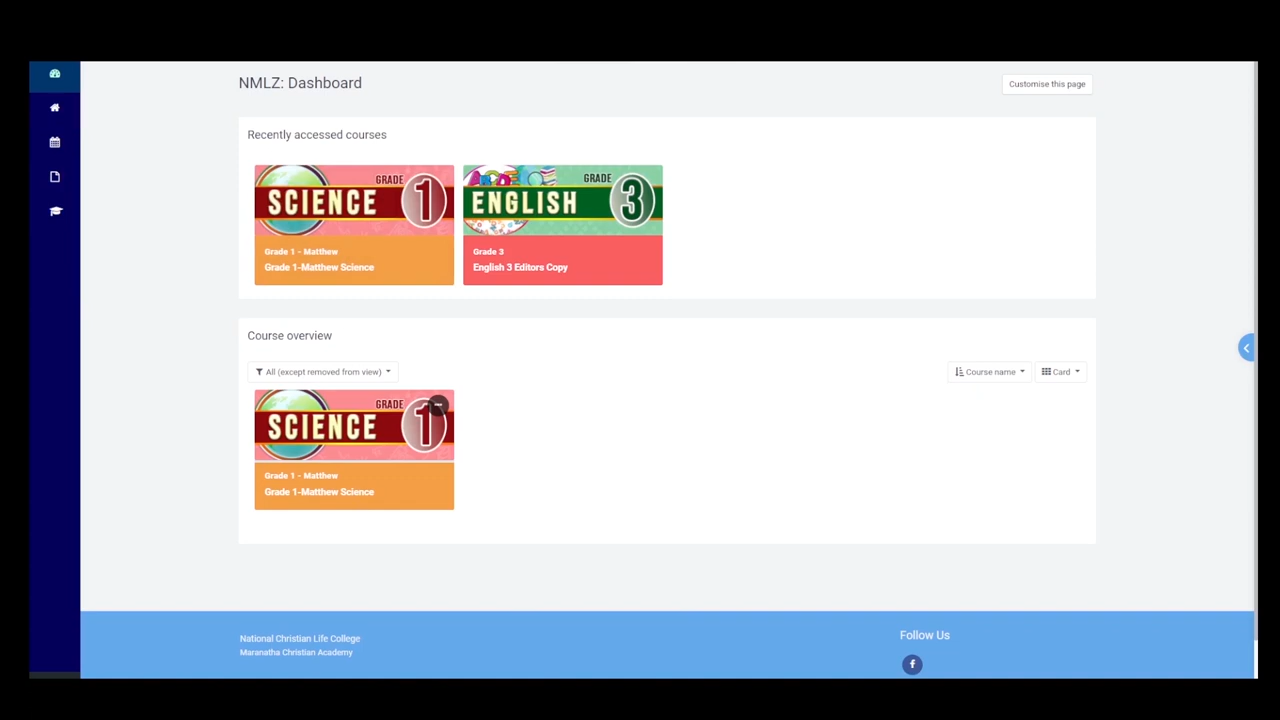 NMLZ: Dashboard
Customise this page
Recently accessed courses
GRADE
SCIENCE 1
Grade 1 - Matthew
Grade 1-Matthew Science
GRADE
ENGLISH 3
Grade 3
English 3 Editors Copy
Course overview
All (except removed from view)
Course name
Card
GRADE
SCIENCE 1
Grade 1 - Matthew
Grade 1-Matthew Science
National Christian Life College
Maranatha Christian Academy
Follow Us
f